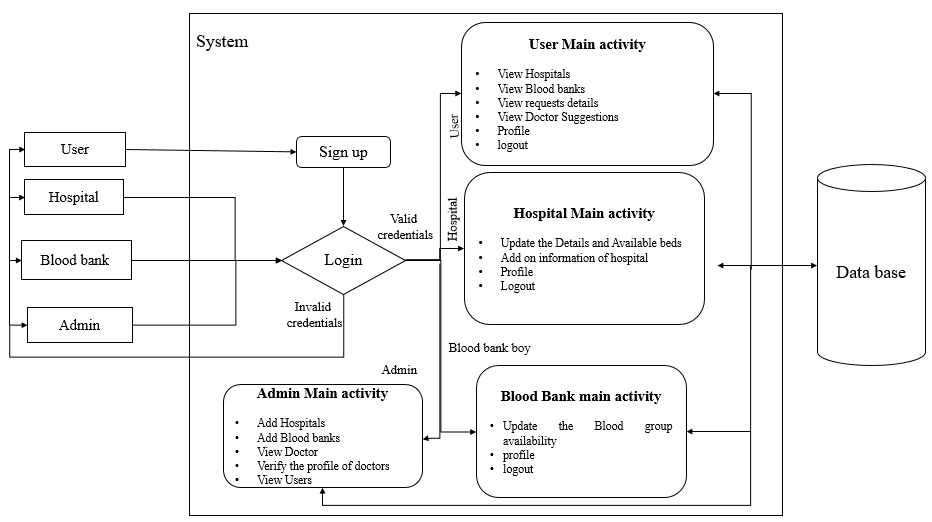 System
User
Hospital
Blood bank
Admin
Sign up
Login
Valid
credentials
Invalid
credentials
User
Hospital
Blood bank boy
Admin
User Main activity
• View Hospitals
• View Blood banks
• View requests details
• View Doctor Suggestions
• Profile
• logout
Hospital Main activity
• Update the Details and Available beds
• Add on information of hospital
• Profile
• Logout
Admin Main activity
• Add Hospitals
• Add Blood banks
• View Doctor
• Verify the profile of doctors
• View Users
Blood Bank main activity
• Update the Blood group
availability
• profile
• logout
Data base